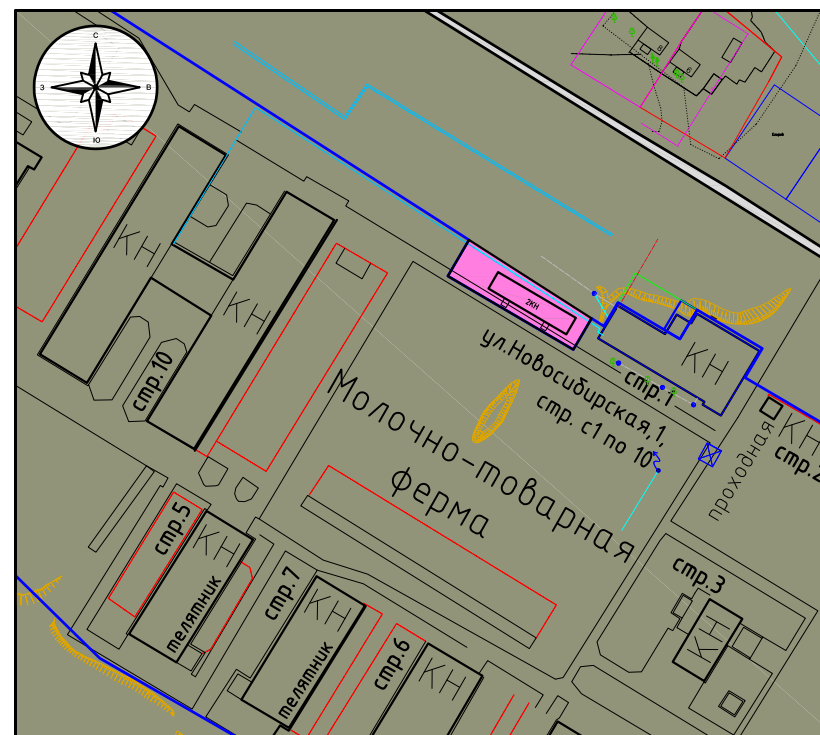 С
З
В
Ю
КН
КН
2КН
КН
КН
ул.Новосибирская,1,
стр. с1 по 10
стр.1
стр.2
проходная
стр.10
Молочно-товарная
ферма
стр.5
КН
телятник
стр.7
КН
телятник
стр.6
КН
стр.3
КН